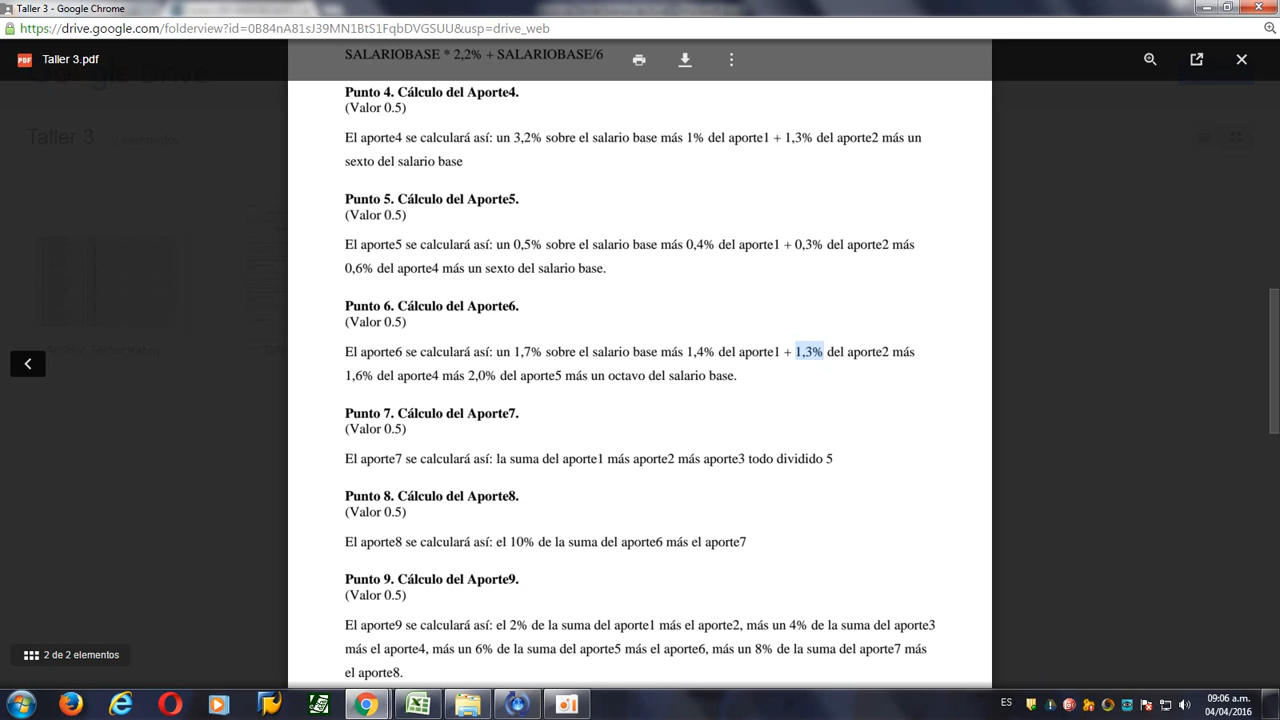 Taller 3 - Google Chrome
https://drive.google.com/folderview?id=0B84nA81sJ39MN1BtS1FqbDVGSUU&usp=drive_web
Taller 3.pdf
SALARIOBASE * 2,2% + SALARIOBASE/6
Taller 3
Punto 4. Cálculo del Aporte4.
(Valor 0.5)
El aporte4 se calculará así: un 3,2% sobre el salario base más 1% del aporte1 + 1,3% del aporte2 más un
sexto del salario base
Punto 5. Cálculo del Aporte5.
(Valor 0.5)
El aporte5 se calculará así: un 0,5% sobre el salario base más 0,4% del aporte1 + 0,3% del aporte2 más
0,6% del aporte4 más un sexto del salario base.
Punto 6. Cálculo del Aporte6.
(Valor 0.5)
El aporte6 se calculará así: un 1,7% sobre el salario base más 1,4% del aporte1 + 1,3% del aporte2 más
1,6% del aporte4 más 2,0% del aporte5 más un octavo del salario base.
Punto 7. Cálculo del Aporte7.
(Valor 0.5)
El aporte7 se calculará así: la suma del aporte1 más aporte2 más aporte3 todo dividido 5
Punto 8. Cálculo del Aporte8.
(Valor 0.5)
El aporte8 se calculará así: el 10% de la suma del aporte6 más el aporte7
Punto 9. Cálculo del Aporte9.
(Valor 0.5)
El aporte9 se calculará así: el 2% de la suma del aporte1 más el aporte2, más un 4% de la suma del aporte3
más el aporte4, más un 6% de la suma del aporte5 más el aporte6, más un 8% de la suma del aporte7 más
el aporte8.
2 de 2 elementos
ES
09:06 a.m.
04/04/2016